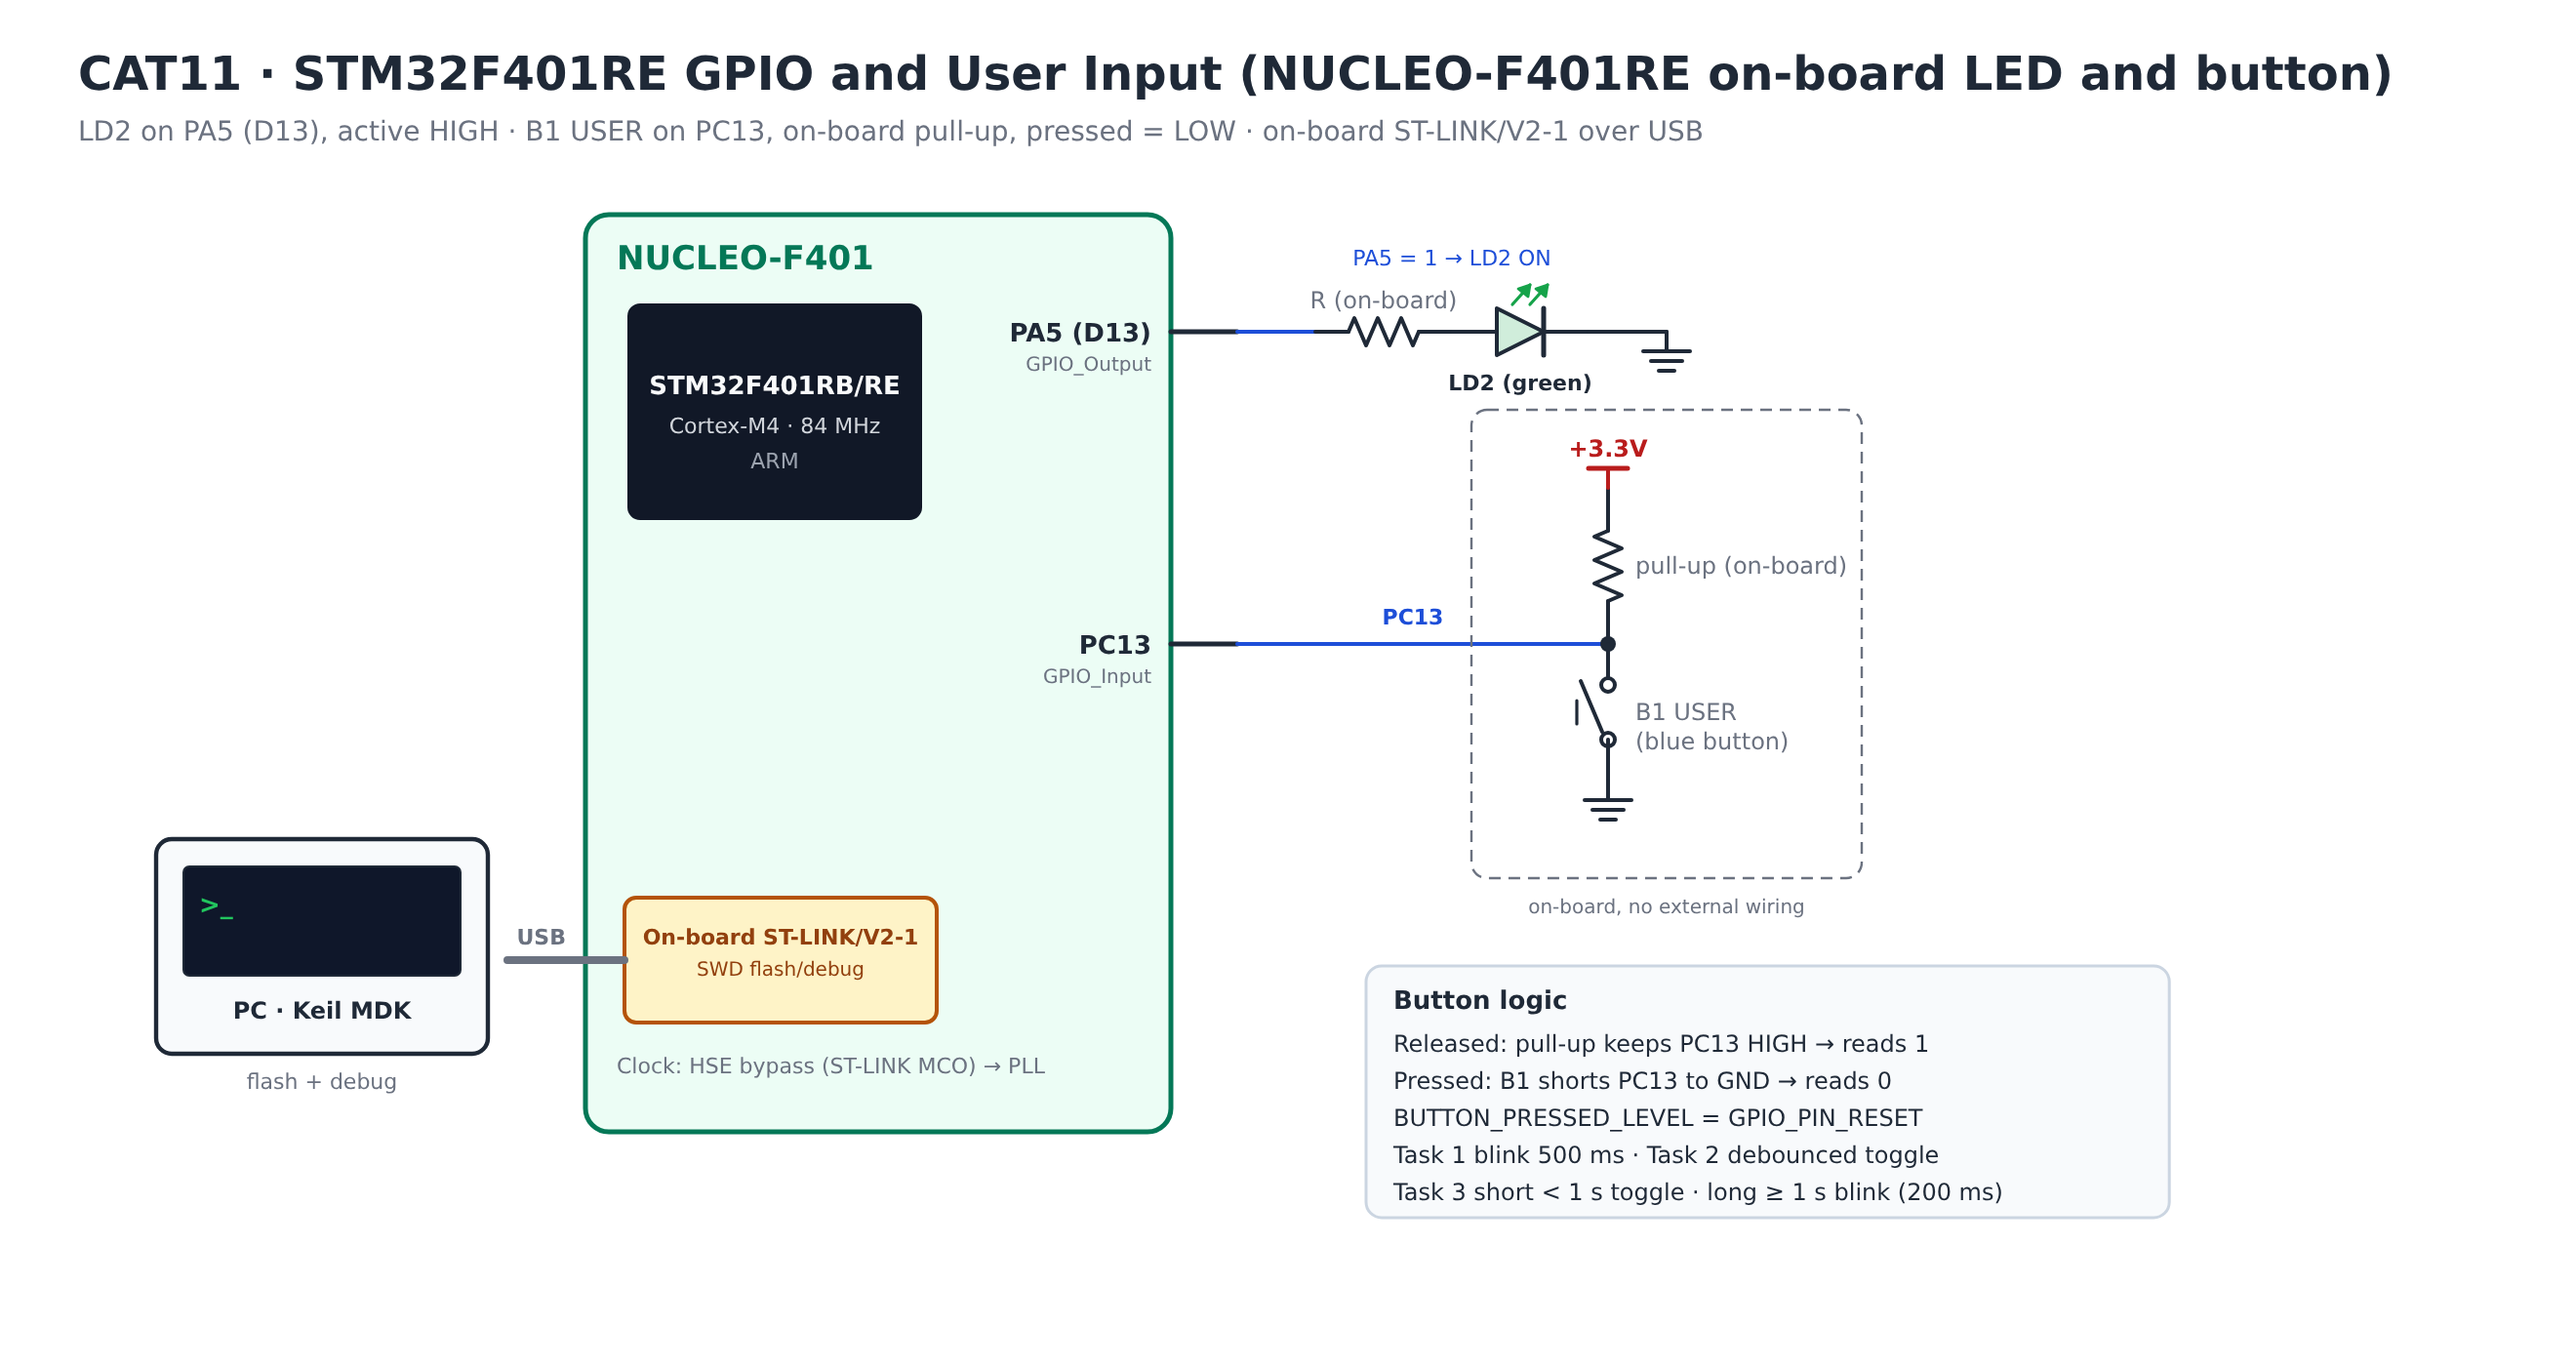 CAT11 · STM32F401RE GPIO and User Input (NUCLEO-F401RE on-board LED and button)
LD2 on PA5 (D13), active HIGH · B1 USER on PC13, on-board pull-up, pressed = LOW · on-board ST-LINK/V2-1 over USB
NUCLEO-F401
STM32F401RB/RE
Cortex-M4 · 84 MHz
ARM
PA5 (D13)
GPIO_Output
PA5 = 1 → LD2 ON
R (on-board)
LD2 (green)
+3.3V
pull-up (on-board)
PC13
PC13
GPIO_Input
B1 USER
(blue button)
on-board, no external wiring
>_
PC · Keil MDK
flash + debug
USB
On-board ST-LINK/V2-1
SWD flash/debug
Clock: HSE bypass (ST-LINK MCO) → PLL
Button logic
Released: pull-up keeps PC13 HIGH → reads 1
Pressed: B1 shorts PC13 to GND → reads 0
BUTTON_PRESSED_LEVEL = GPIO_PIN_RESET
Task 1 blink 500 ms · Task 2 debounced toggle
Task 3 short < 1 s toggle · long ≥ 1 s blink (200 ms)